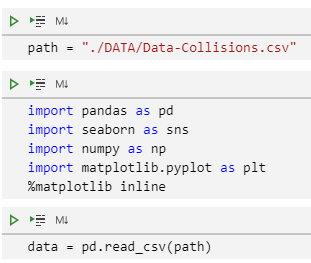 M↓
path = "./DATA/Data-Collisions.csv"
M↓
import pandas as pd
import seaborn as sns
import numpy as np
import matplotlib.pyplot as plt
%matplotlib inline
M↓
data = pd.read_csv(path)